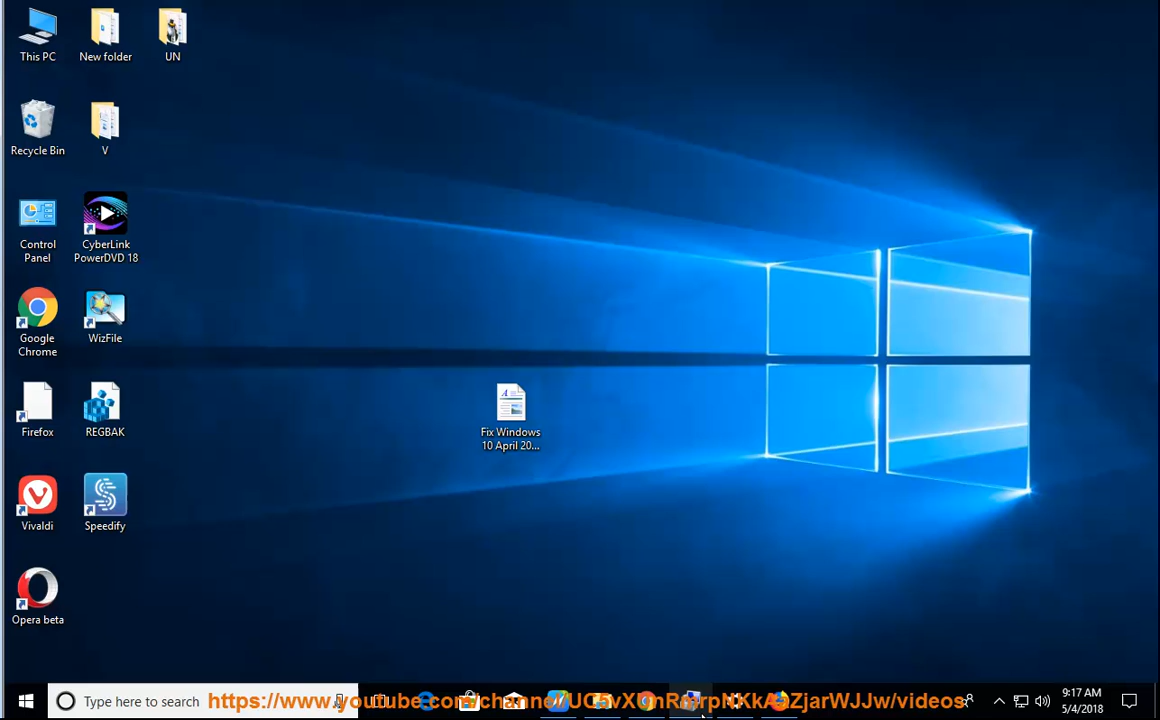 This PC
New folder
UN
Recycle Bin
V
Control
Panel
CyberLink
PowerDVD 18
Google
Chrome
WizFile
Firefox
REGBAK
Fix Windows
10 April 20...
Vivaldi
Speedify
Opera beta
Type here to search
9:17 AM
5/4/2018